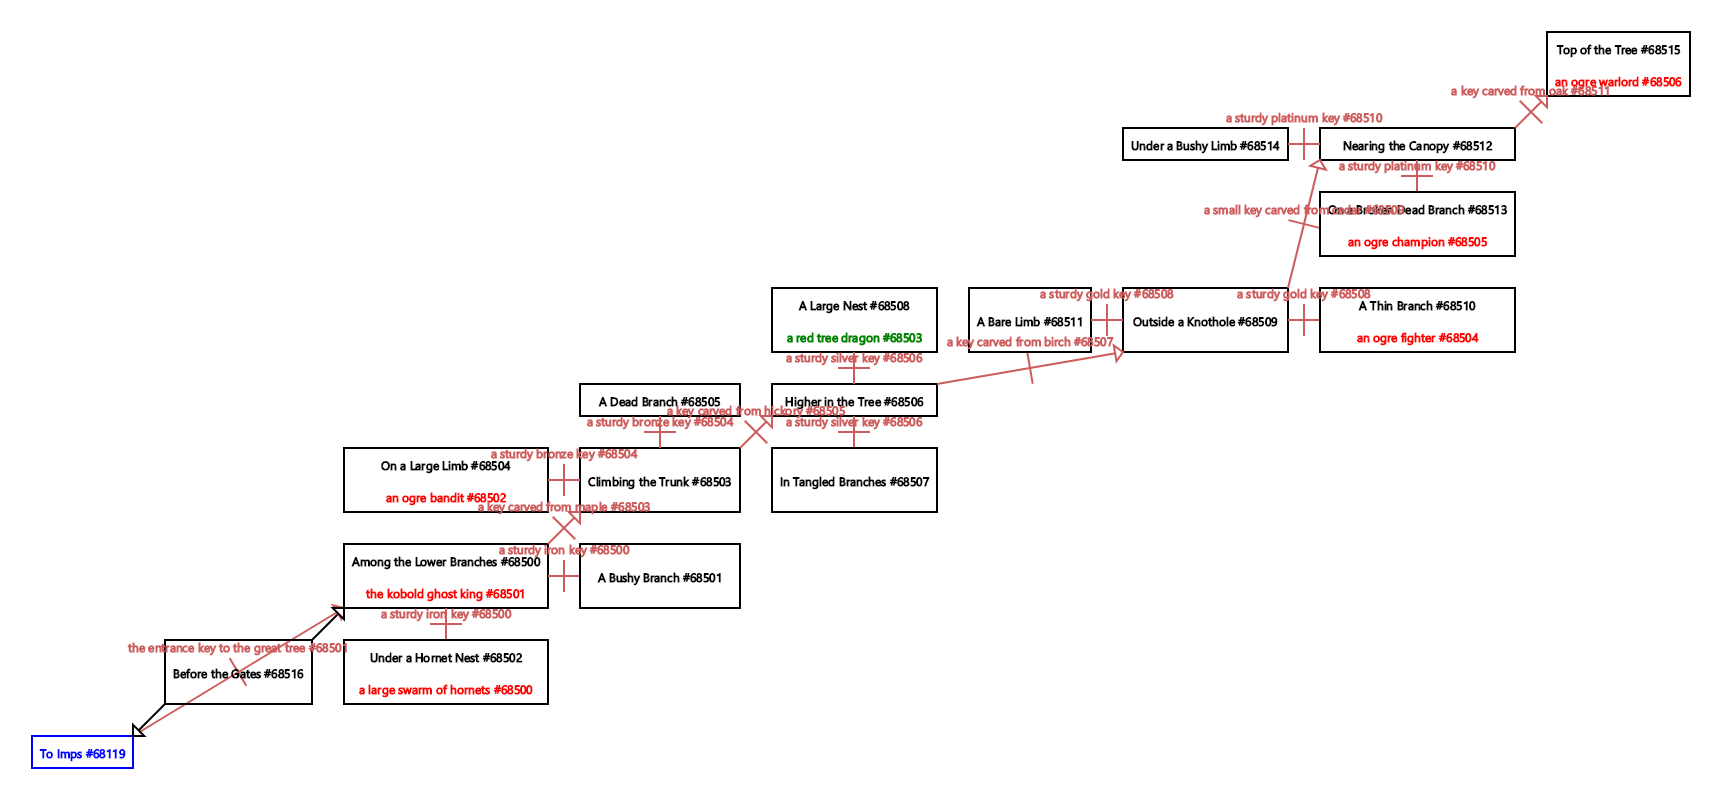 Top of the Tree #68515
an ogre warlord #68506
a key carved from oak #68511
a sturdy platinum key #68510
Under a Bushy Limb #68514
Nearing the Canopy #68512
a sturdy platinum key #68510
a small key carved from cedar #68509
On a Broken Dead Branch #68513
an ogre champion #68505
A Large Nest #68508
a red tree dragon #68503
a sturdy gold key #68508
a sturdy gold key #68508
A Bare Limb #68511
Outside a Knothole #68509
A Thin Branch #68510
an ogre fighter #68504
a key carved from birch #68507
a sturdy silver key #68506
A Dead Branch #68505
Higher in the Tree #68506
a key carved from hickory #68505
a sturdy bronze key #68504
a sturdy silver key #68506
a sturdy bronze key #68504
On a Large Limb #68504
an ogre bandit #68502
Climbing the Trunk #68503
In Tangled Branches #68507
a key carved from maple #68503
a sturdy iron key #68500
Among the Lower Branches #68500
the kobold ghost king #68501
A Bushy Branch #68501
a sturdy iron key #68500
the entrance key to the great tree #68501
Before the Gates #68516
Under a Hornet Nest #68502
a large swarm of hornets #68500
To Imps #68119